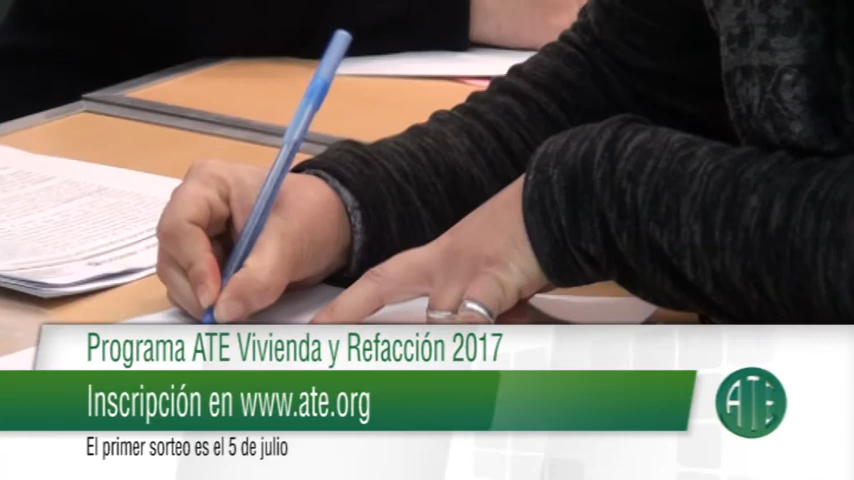 Programa ATE Vivienda y Refacción 2017
Inscripción en www.ate.org
ATE
El primer sorteo es el 5 de julio